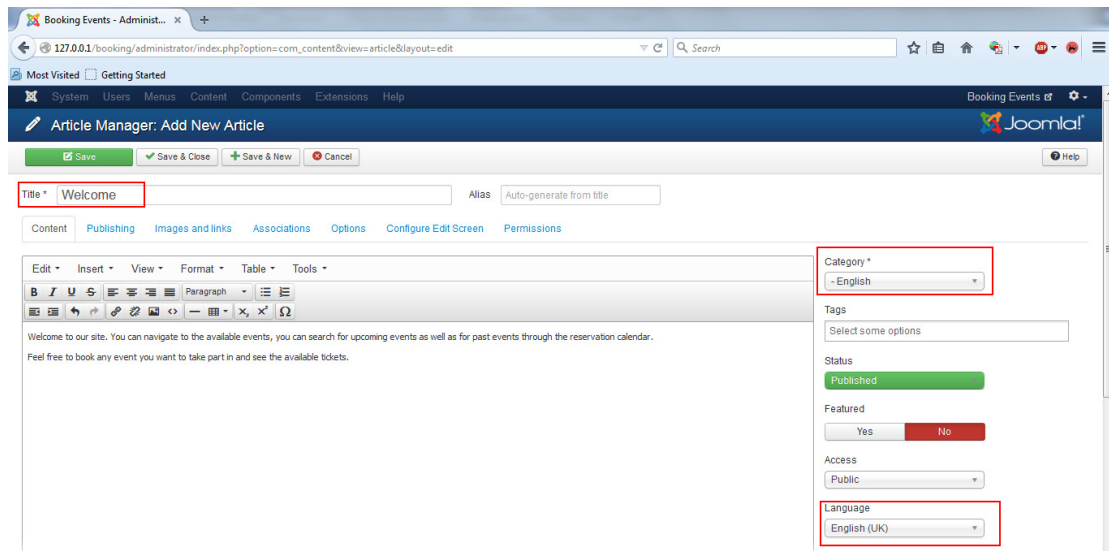 Booking Events - Administ... × +
127.0.0.1/booking/administrator/index.php?option=com_content&view=article&layout=edit Search
Most Visited Getting Started
System Users Menus Content Components Extensions Help Booking Events
Article Manager: Add New Article Joomla!
Save Save & Close Save & New Cancel Help
Title * Welcome Alias Auto-generate from title
Content Publishing Images and links Associations Options Configure Edit Screen Permissions
Edit Insert View Format Table Tools
B I U S Paragraph
x₂ x² Ω
Welcome to our site. You can navigate to the available events, you can search for upcoming events as well as for past events through the reservation calendar.
Feel free to book any event you want to take part in and see the available tickets.
Category *
- English
Tags
Select some options
Status
Published
Featured
Yes No
Access
Public
Language
English (UK)